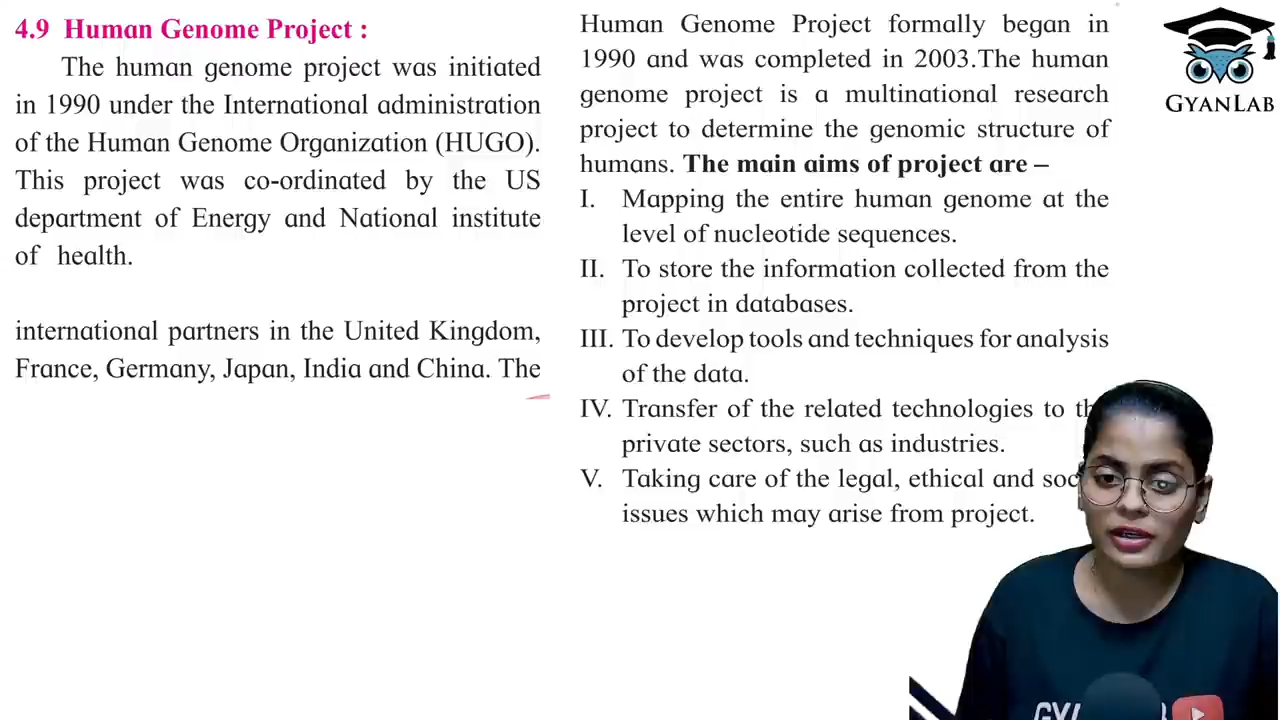 4.9 Human Genome Project :
The human genome project was initiated
in 1990 under the International administration
of the Human Genome Organization (HUGO).
This project was co-ordinated by the US
department of Energy and National institute
of health.
international partners in the United Kingdom,
France, Germany, Japan, India and China. The
Human Genome Project formally began in
1990 and was completed in 2003.The human
genome project is a multinational research
project to determine the genomic structure of
humans. The main aims of project are –
I. Mapping the entire human genome at the
level of nucleotide sequences.
II. To store the information collected from the
project in databases.
III. To develop tools and techniques for analysis
of the data.
IV. Transfer of the related technologies to
private sectors, such as industries.
V. Taking care of the legal, ethical and
issues which may arise from project.
GYANLAB